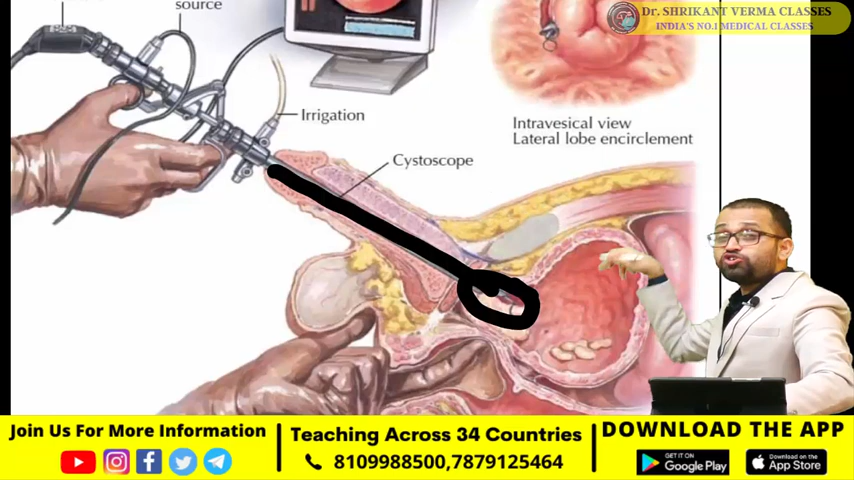 source
Dr. SHRIKANT VERMA CLASSES
INDIA'S NO.1 MEDICAL CLASSES
Irrigation
Intravesical view
Lateral lobe encirclement
Cystoscope
Join Us For More Information
Teaching Across 34 Countries
8109988500,7879125464
DOWNLOAD THE APP
GET IT ON
Google Play
Download on the
App Store